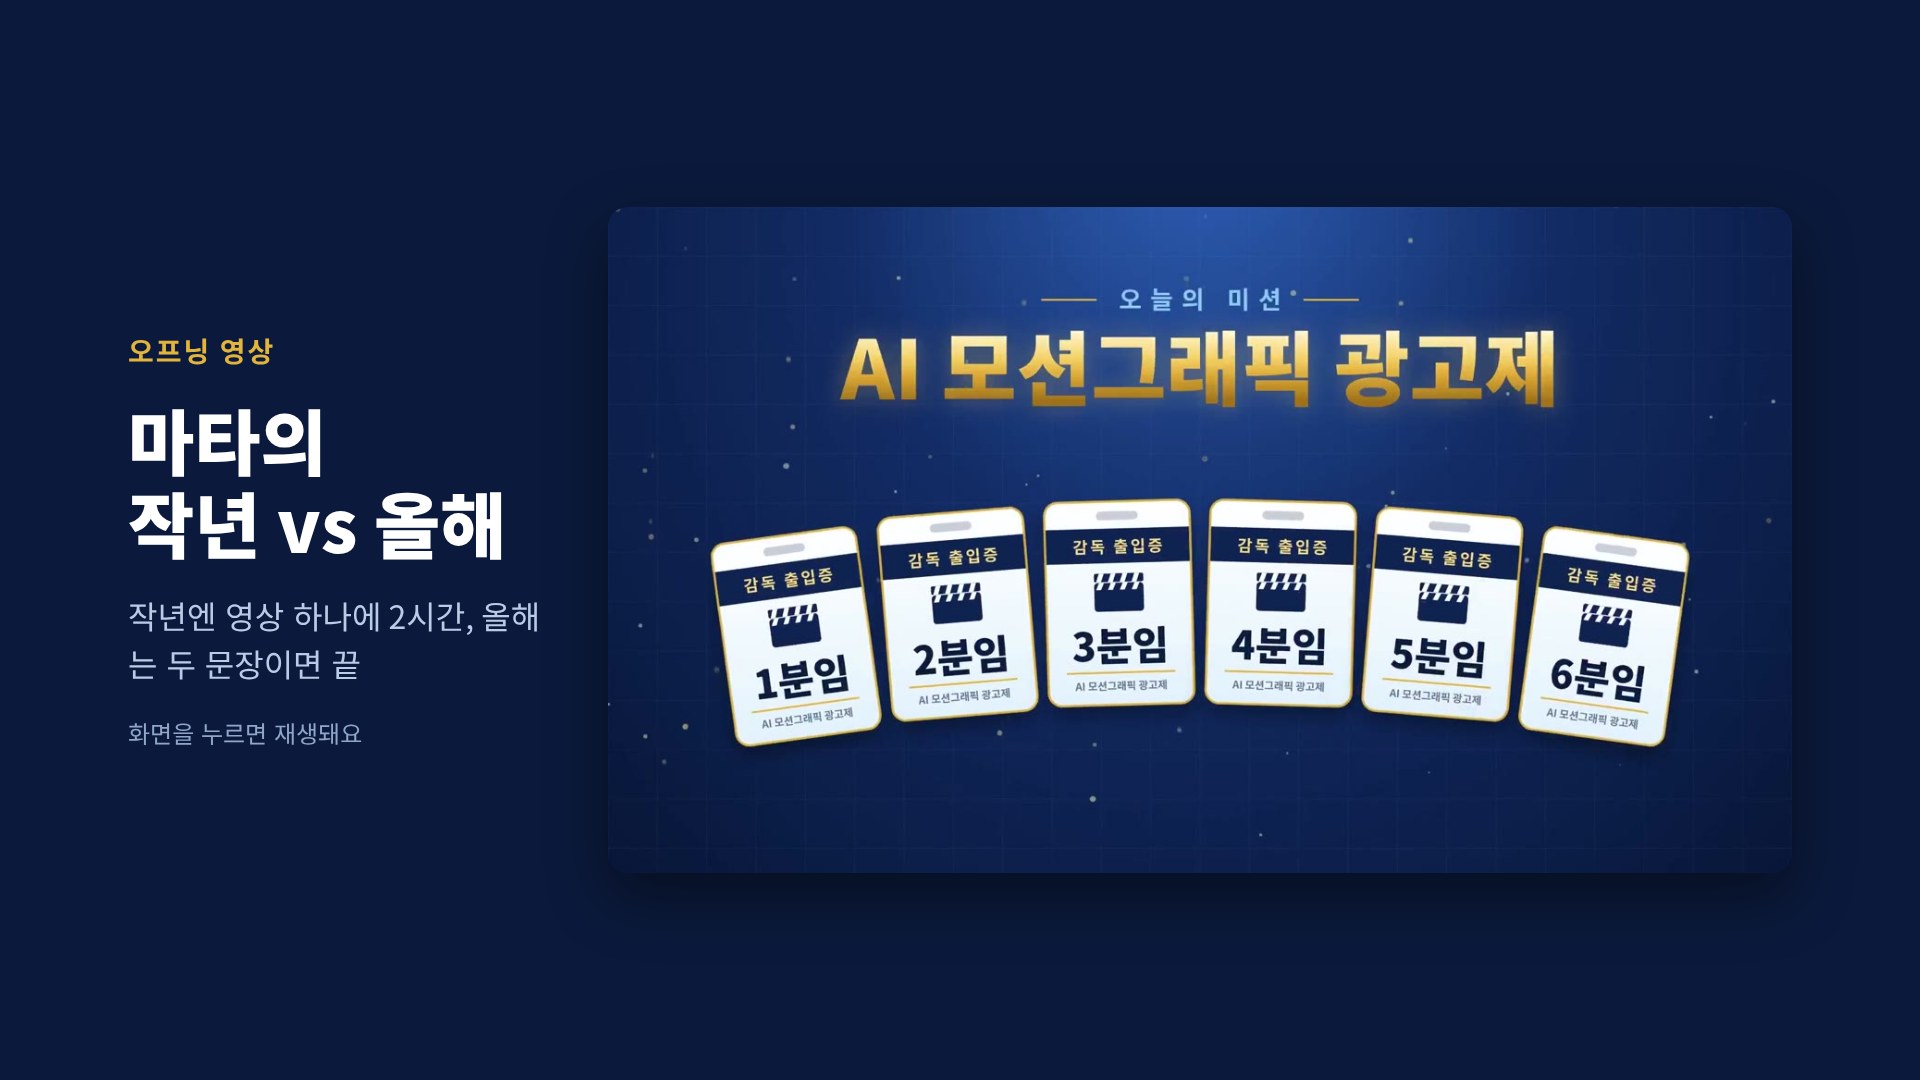 오프닝 영상
마타의
작년 vs 올해
작년엔 영상 하나에 2시간, 올해
는 두 문장이면 끝
화면을 누르면 재생돼요
오늘의 미션
AI 모션그래픽 광고제
감독 출입증
1분임
AI 모션그래픽 광고제
감독 출입증
2분임
AI 모션그래픽 광고제
감독 출입증
3분임
AI 모션그래픽 광고제
감독 출입증
4분임
AI 모션그래픽 광고제
감독 출입증
5분임
AI 모션그래픽 광고제
감독 출입증
6분임
AI 모션그래픽 광고제